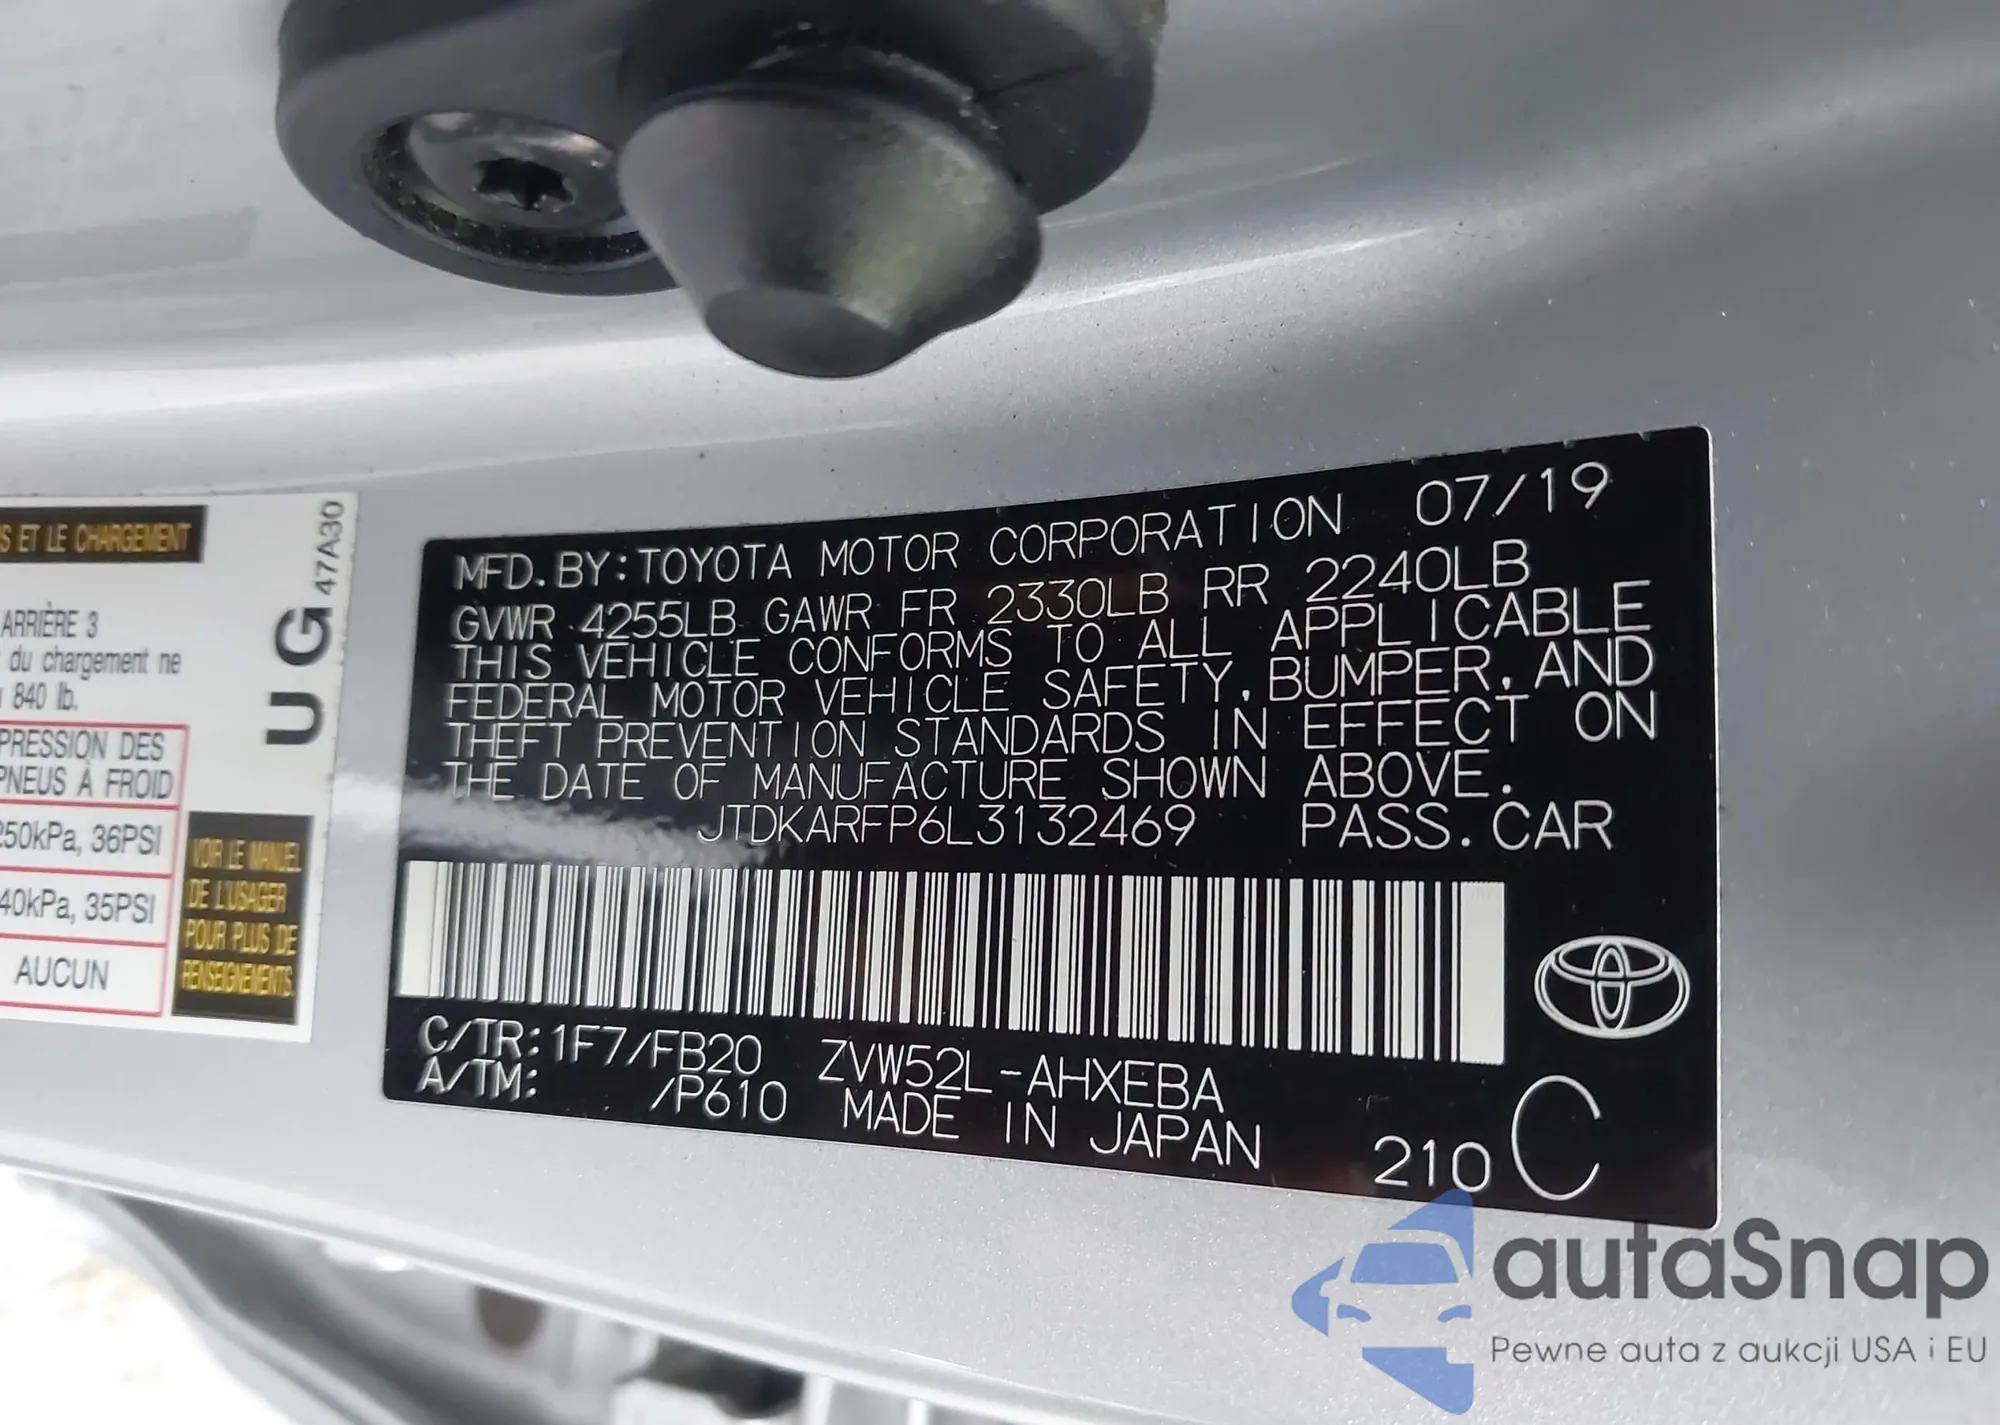 S ET LE CHARGEMENT
47A30
U G
ARRIÈRE 3
du chargement ne
840 lb.
PRESSION DES
PNEUS À FROID
250kPa, 36PSI
40kPa, 35PSI
AUCUN
VOIR LE MANUEL
DE L'USAGER
POUR PLUS DE
RENSEIGNEMENTS.
MFD. BY: TOYOTA MOTOR CORPORATION 07/19
GVWR 4255LB GAWR FR 2330LB RR 2240LB
THIS VEHICLE CONFORMS TO ALL APPLICABLE
FEDERAL MOTOR VEHICLE SAFETY, BUMPER, AND
THEFT PREVENTION STANDARDS IN EFFECT ON
THE DATE OF MANUFACTURE SHOWN ABOVE.
JTDKARFP6L3132469 PASS. CAR
C/TR: 1F7/FB20 ZVW52L-AHXEBA
A/TM: /P610 MADE IN JAPAN
210 C
autaSnap
Pewne auta z aukcji USA i EU